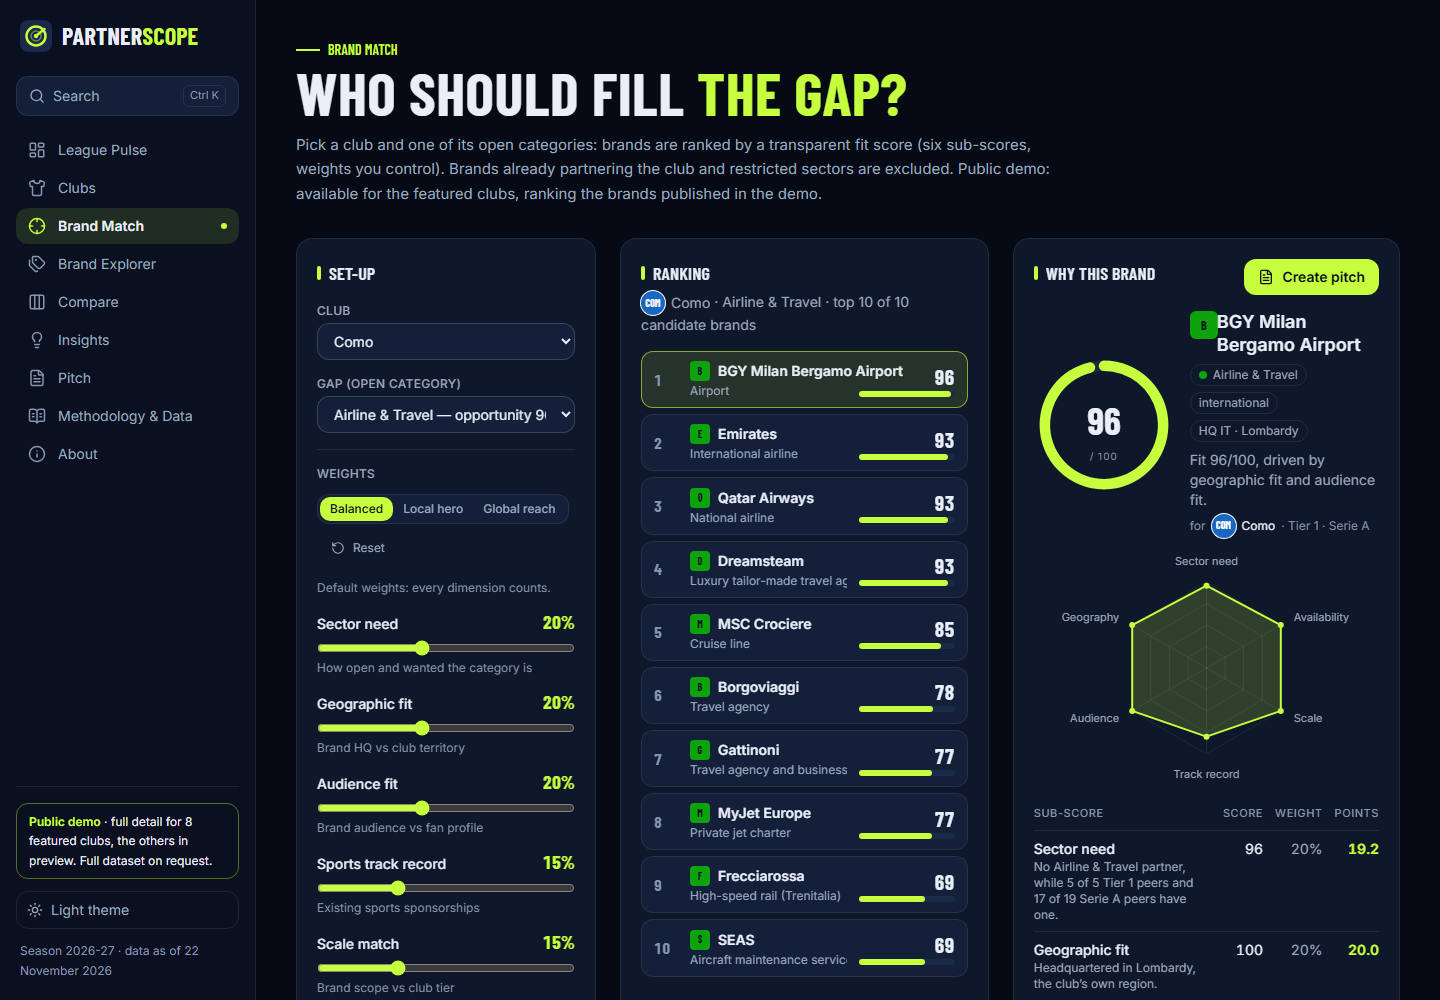 PARTNERSCOPE
Search
Ctrl K
League Pulse
Clubs
Brand Match
Brand Explorer
Compare
Insights
Pitch
Methodology & Data
About
Public demo · full detail for 8
featured clubs, the others in
preview. Full dataset on request.
Light theme
Season 2026-27 · data as of 22
November 2026
BRAND MATCH
WHO SHOULD FILL THE GAP?
Pick a club and one of its open categories: brands are ranked by a transparent fit score (six sub-scores,
weights you control). Brands already partnering the club and restricted sectors are excluded. Public demo:
available for the featured clubs, ranking the brands published in the demo.
SET-UP
CLUB
Como
GAP (OPEN CATEGORY)
Airline & Travel — opportunity 96
WEIGHTS
Balanced
Local hero
Global reach
Reset
Default weights: every dimension counts.
Sector need 20%
How open and wanted the category is
Geographic fit 20%
Brand HQ vs club territory
Audience fit 20%
Brand audience vs fan profile
Sports track record 15%
Existing sports sponsorships
Scale match 15%
Brand scope vs club tier
RANKING
COM Como · Airline & Travel · top 10 of 10
candidate brands
1 B BGY Milan Bergamo Airport 96
Airport
2 E Emirates 93
International airline
3 Q Qatar Airways 93
National airline
4 D Dreamsteam 93
Luxury tailor-made travel ag
5 M MSC Crociere 85
Cruise line
6 B Borgoviaggi 78
Travel agency
7 G Gattinoni 77
Travel agency and business
8 M MyJet Europe 77
Private jet charter
9 F Frecciarossa 69
High-speed rail (Trenitalia)
10 S SEAS 69
Aircraft maintenance service
WHY THIS BRAND
Create pitch
96
/ 100
B BGY Milan
Bergamo Airport
Airline & Travel
international
HQ IT · Lombardy
Fit 96/100, driven by
geographic fit and audience
fit.
for COM Como · Tier 1 · Serie A
Sector need
Geography
Availability
Audience
Scale
Track record
SUB-SCORE SCORE WEIGHT POINTS
Sector need 96 20% 19.2
No Airline & Travel partner,
while 5 of 5 Tier 1 peers and
17 of 19 Serie A peers have
one.
Geographic fit 100 20% 20.0
Headquartered in Lombardy,
the club's own region.